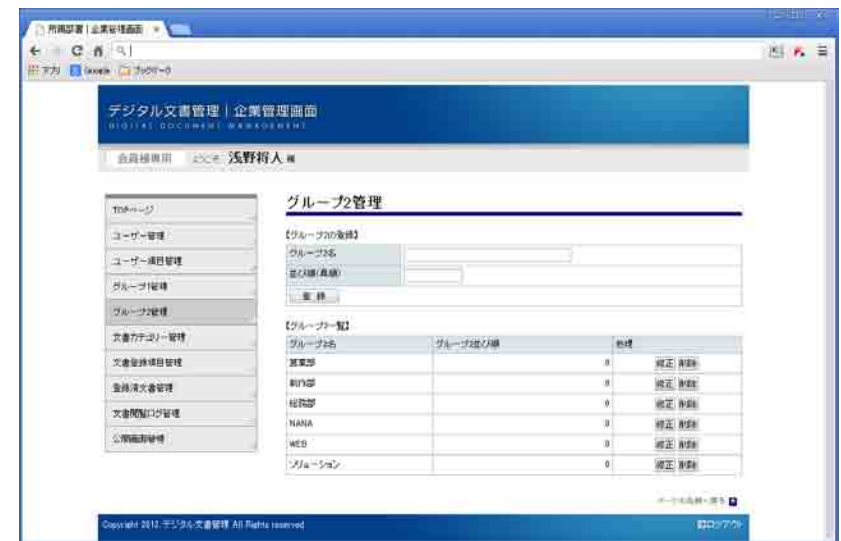 所属部署 | 企業管理画面
アプリ Google ブックマーク
デジタル文書管理 | 企業管理画面
DIGITAL DOCUMENT MANAGEMENT
会員様専用 ようこそ 浅野将人 様
TOPページ
ユーザー管理
ユーザー項目管理
グループ1管理
グループ2管理
文書カテゴリー管理
文書登録項目管理
登録済文書管理
文書閲覧ログ管理
公開画面管理
グループ2管理
【グループ2の登録】
グループ2名
並び順(昇順)
登 録
【グループ2一覧】
グループ2名 グループ2並び順 処理
営業部 0 修正 削除
制作部 0 修正 削除
総務部 0 修正 削除
NANA 0 修正 削除
WEB 0 修正 削除
ソリューション 0 修正 削除
ページの先頭へ戻る
Copyright 2012. デジタル文書管理 All Rights reserved
ログアウト